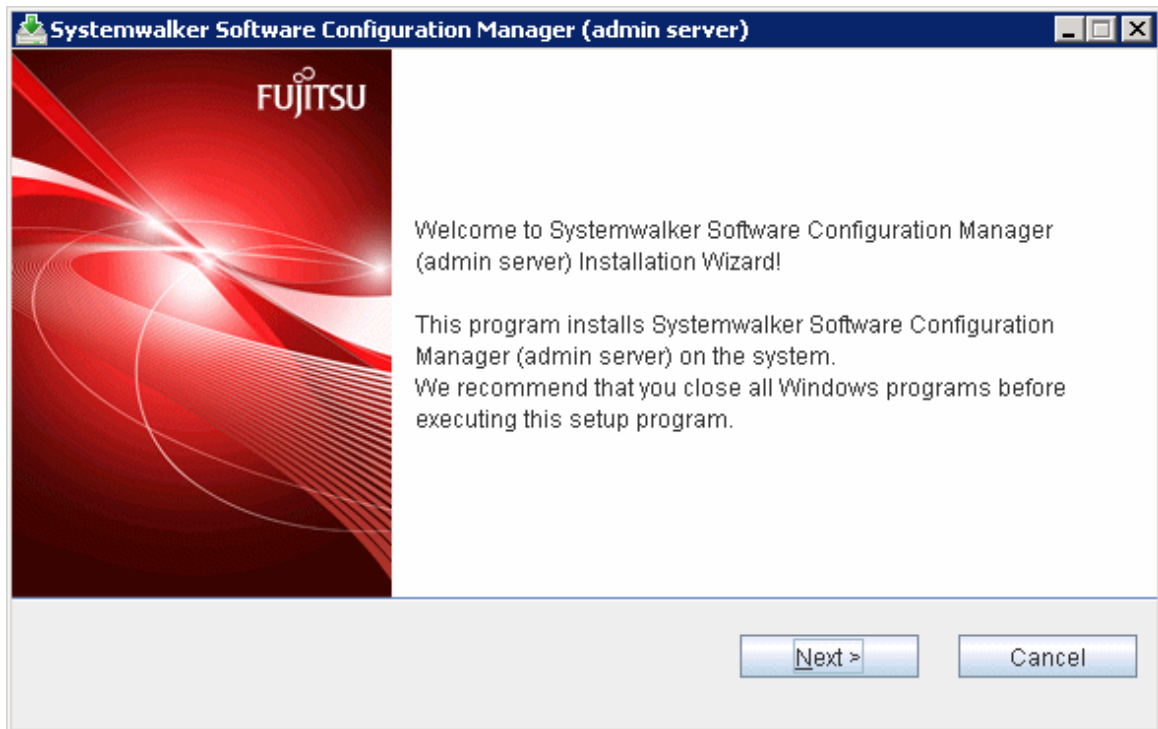 Systemwalker Software Configuration Manager (admin server)
FUJITSU
Welcome to Systemwalker Software Configuration Manager
(admin server) Installation Wizard!
This program installs Systemwalker Software Configuration
Manager (admin server) on the system.
We recommend that you close all Windows programs before
executing this setup program.
Next >
Cancel